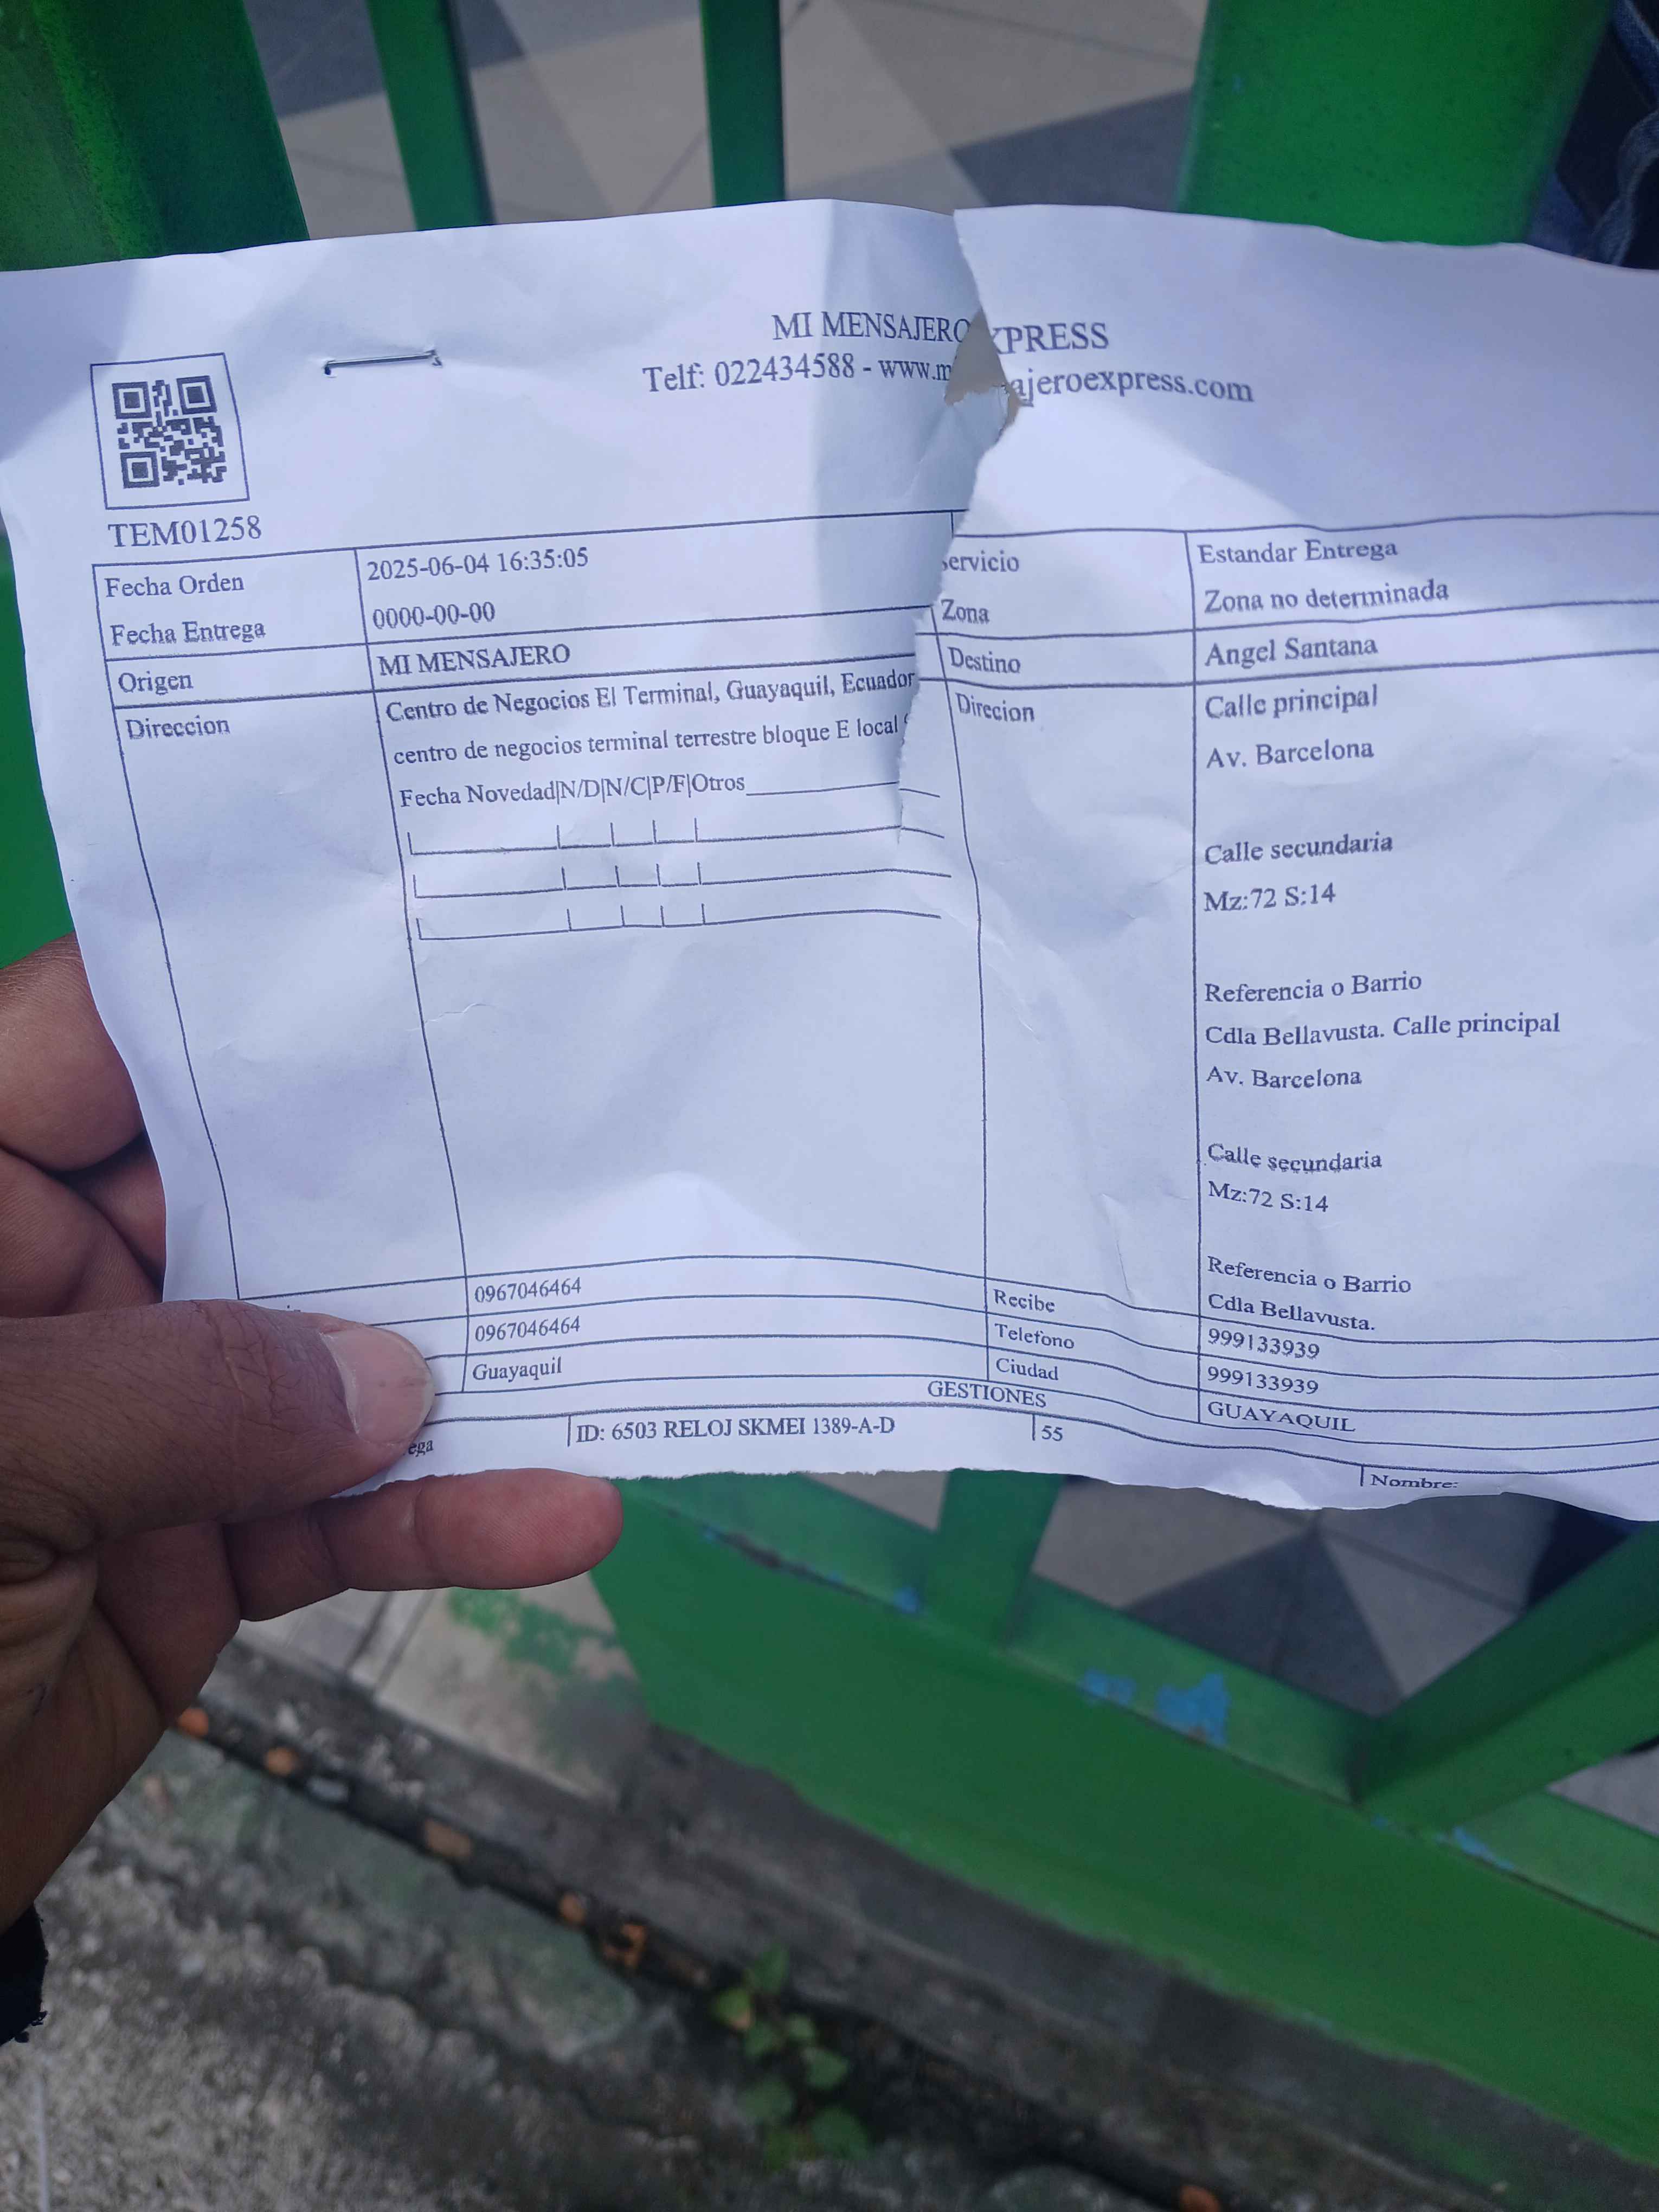 MI MENSAJERO XPRESS
Telf: 022434588 - www.m ajeroexpress.com
TEM01258
Fecha Orden 2025-06-04 16:35:05 ervicio Estandar Entrega
Fecha Entrega 0000-00-00 Zona Zona no determinada
Origen MI MENSAJERO Destino Angel Santana
Direccion Centro de Negocios El Terminal, Guayaquil, Ecuador Direcion Calle principal
centro de negocios terminal terrestre bloque E local Av. Barcelona
Fecha Novedad|N/D|N/C|P/F|Otros
Calle secundaria
Mz:72 S:14
Referencia o Barrio
Cdla Bellavusta. Calle principal
Av. Barcelona
Calle secundaria
Mz:72 S:14
Referencia o Barrio
Cdla Bellavusta.
0967046464 Recibe 999133939
0967046464 Telefono 999133939
Guayaquil Ciudad GUAYAQUIL
GESTIONES
ega ID: 6503 RELOJ SKMEI 1389-A-D 55 Nombre: